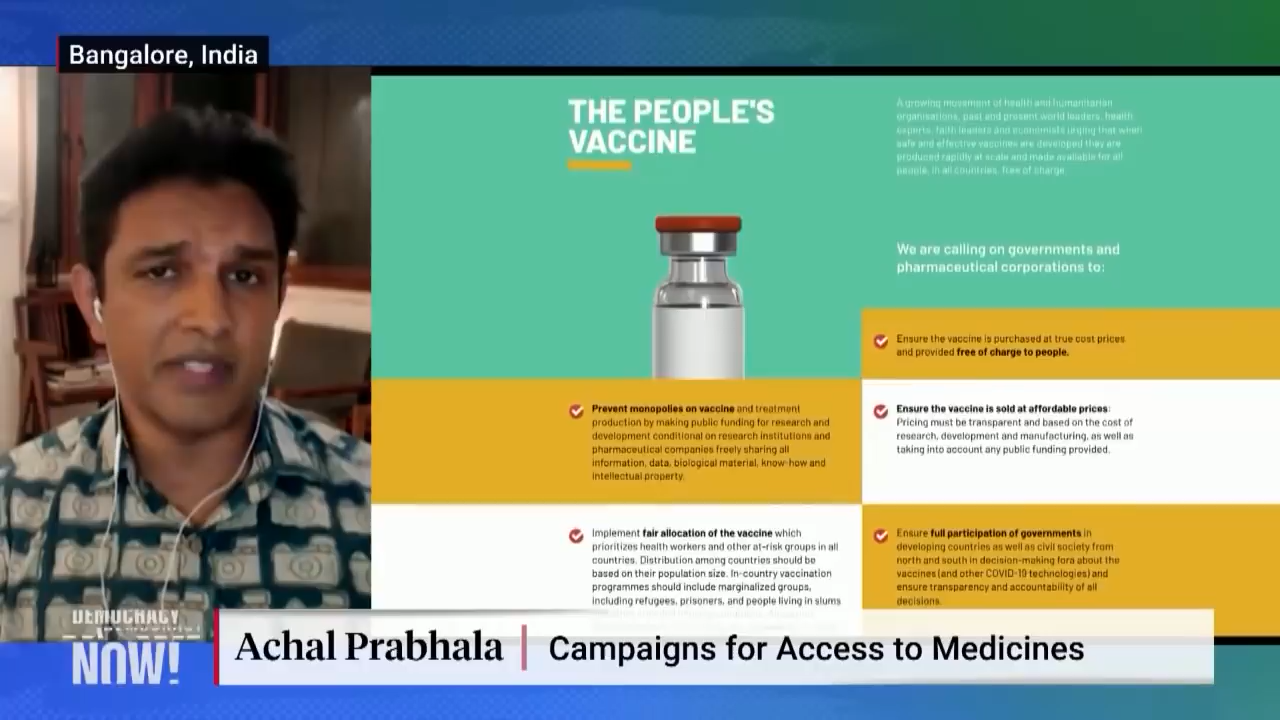 Bangalore, India
THE PEOPLE'S
VACCINE
A growing movement of health and humanitarian
organisations, past and present world leaders, health
experts, faith leaders and economists urging that when
safe and effective vaccines are developed they are
produced rapidly at scale and made available for all
people, in all countries, free of charge.
We are calling on governments and
pharmaceutical corporations to:
Ensure the vaccine is purchased at true cost prices
and provided free of charge to people.
Prevent monopolies on vaccine and treatment
production by making public funding for research and
development conditional on research institutions and
pharmaceutical companies freely sharing all
information, data, biological material, know-how and
intellectual property.
Ensure the vaccine is sold at affordable prices:
Pricing must be transparent and based on the cost of
research, development and manufacturing, as well as
taking into account any public funding provided.
Implement fair allocation of the vaccine which
prioritizes health workers and other at-risk groups in all
countries. Distribution among countries should be
based on their population size. In-country vaccination
programmes should include marginalized groups,
including refugees, prisoners, and people living in slums
Ensure full participation of governments in
developing countries as well as civil society from
north and south in decision-making fora about the
vaccines (and other COVID-19 technologies) and
ensure transparency and accountability of all
decisions.
DEMOCRACY
NOW!
Achal Prabhala
Campaigns for Access to Medicines